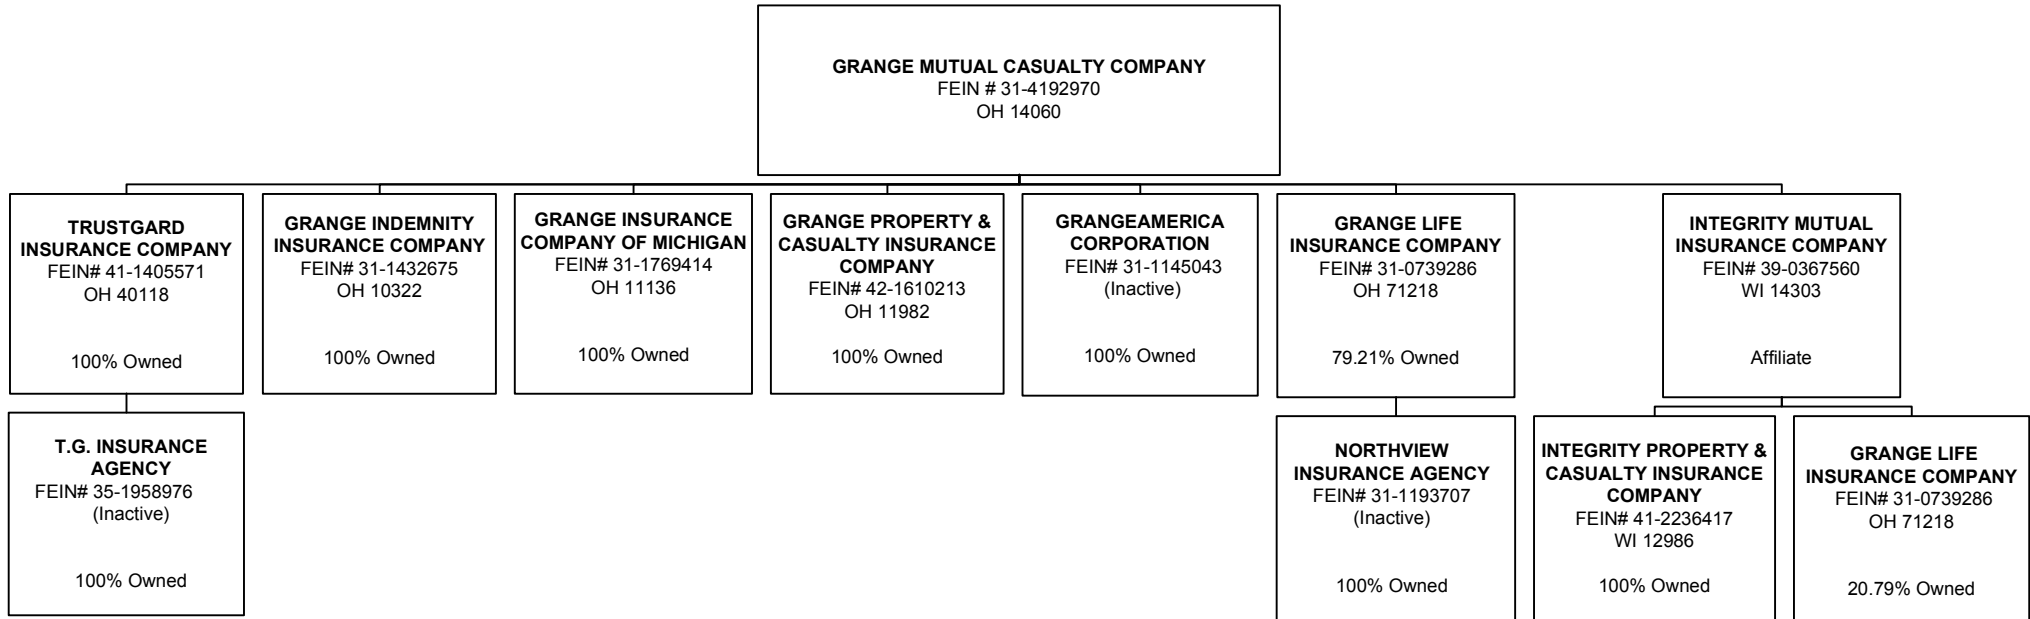 GRANGE MUTUAL CASUALTY COMPANY
FEIN # 31-4192970
OH 14060
TRUSTGARD
INSURANCE COMPANY
FEIN# 41-1405571
OH 40118
100% Owned
GRANGE INDEMNITY
INSURANCE COMPANY
FEIN# 31-1432675
OH 10322
100% Owned
GRANGE INSURANCE
COMPANY OF MICHIGAN
FEIN# 31-1769414
OH 11136
100% Owned
GRANGE PROPERTY &
CASUALTY INSURANCE
COMPANY
FEIN# 42-1610213
OH 11982
100% Owned
GRANGEAMERICA
CORPORATION
FEIN# 31-1145043
(Inactive)
100% Owned
GRANGE LIFE
INSURANCE COMPANY
FEIN# 31-0739286
OH 71218
79.21% Owned
INTEGRITY MUTUAL
INSURANCE COMPANY
FEIN# 39-0367560
WI 14303
Affiliate
T.G. INSURANCE
AGENCY
FEIN# 35-1958976
(Inactive)
100% Owned
NORTHVIEW
INSURANCE AGENCY
FEIN# 31-1193707
(Inactive)
100% Owned
INTEGRITY PROPERTY &
CASUALTY INSURANCE
COMPANY
FEIN# 41-2236417
WI 12986
100% Owned
GRANGE LIFE
INSURANCE COMPANY
FEIN# 31-0739286
OH 71218
20.79% Owned